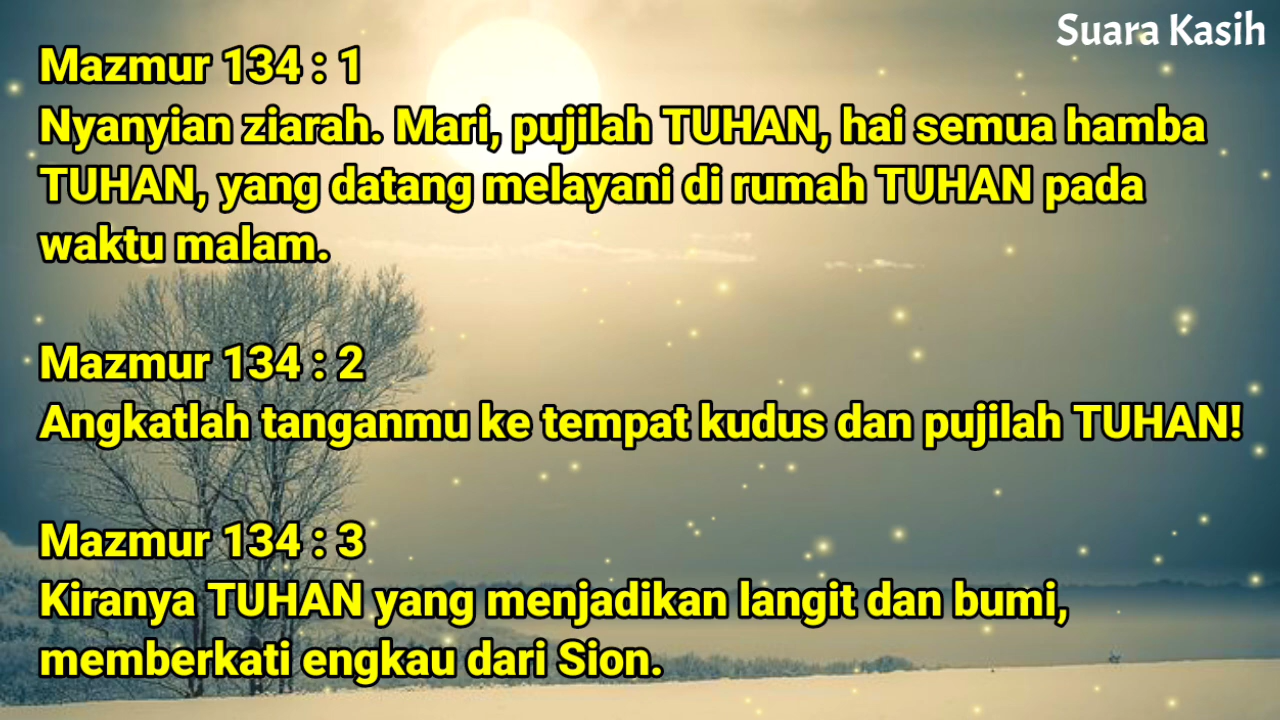 Suara Kasih
Mazmur 134 : 1
Nyanyian ziarah. Mari, pujilah TUHAN, hai semua hamba
TUHAN, yang datang melayani di rumah TUHAN pada
waktu malam.
Mazmur 134 : 2
Angkatlah tanganmu ke tempat kudus dan pujilah TUHAN!
Mazmur 134 : 3
Kiranya TUHAN yang menjadikan langit dan bumi,
memberkati engkau dari Sion.